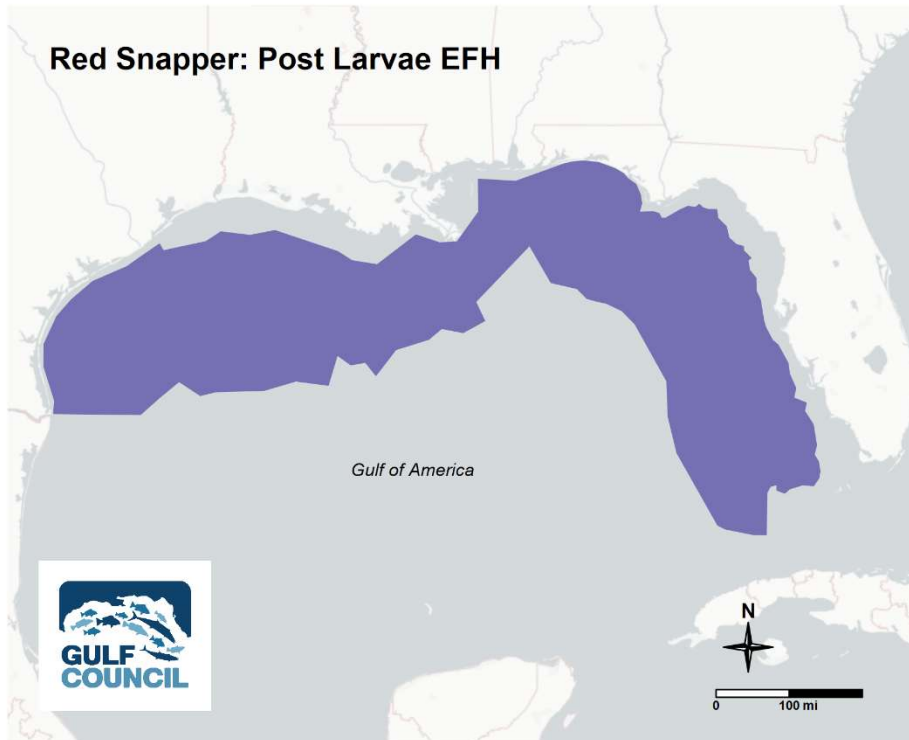 Red Snapper: Post Larvae EFH
Gulf of America
GULF
COUNCIL
N
0 100 mi